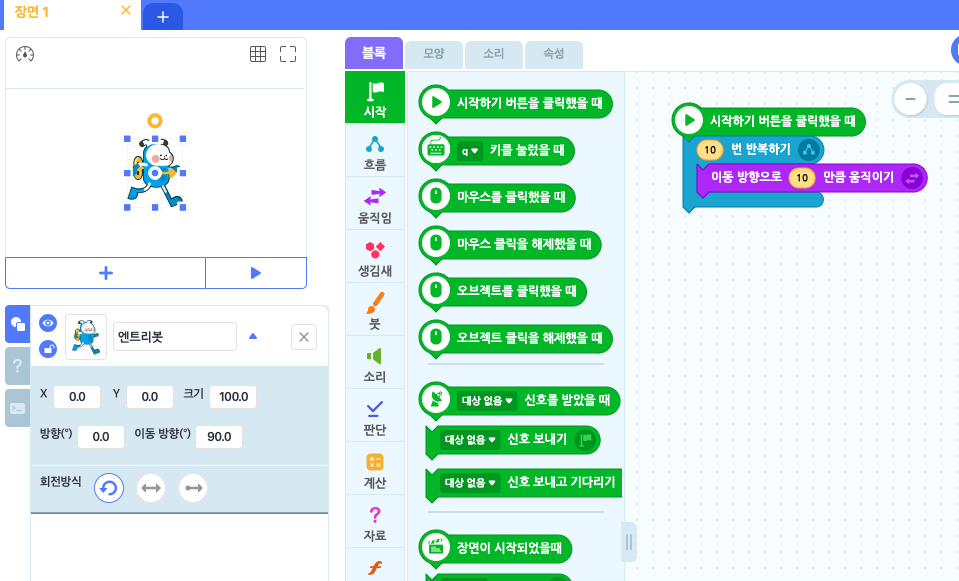 장면 1
블록
모양
소리
속성
시작
흐름
움직임
생김새
붓
소리
판단
계산
?
자료
시작하기 버튼을 클릭했을 때
q 키를 눌렀을 때
마우스를 클릭했을 때
마우스 클릭을 해제했을 때
오브젝트를 클릭했을 때
오브젝트 클릭을 해제했을 때
대상 없음 신호를 받았을 때
대상 없음 신호 보내기
대상 없음 신호 보내고 기다리기
장면이 시작되었을때
시작하기 버튼을 클릭했을 때
10 번 반복하기
이동 방향으로 10 만큼 움직이기
엔트리봇
?
X 0.0 Y 0.0 크기 100.0
방향(°) 0.0 이동 방향(°) 90.0
회전방식